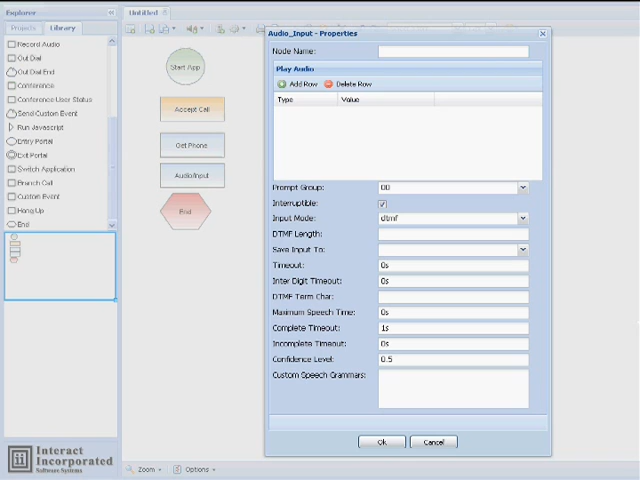 Explorer
Projects
Library
Record Audio
Out Dial
Out Dial End
Conference
Conference User Status
Send Custom Event
Run Javascript
Entry Portal
Exit Portal
Switch Application
Branch Call
Custom Event
Hang Up
End
Interact
Incorporated
Software Systems
Untitled
Start App
Accept Call
Get Phone
AudioInput
End
Zoom
Options
Audio_Input - Properties
Node Name:
Play Audio
Add Row
Delete Row
Type
Value
Prompt Group:
00
Interruptible:
Input Mode:
dtmf
DTMF Length:
Save Input To:
Timeout:
0s
Inter Digit Timeout:
0s
DTMF Term Char:
Maximum Speech Time:
0s
Complete Timeout:
1s
Incomplete Timeout:
0s
Confidence Level:
0.5
Custom Speech Grammars:
Ok
Cancel